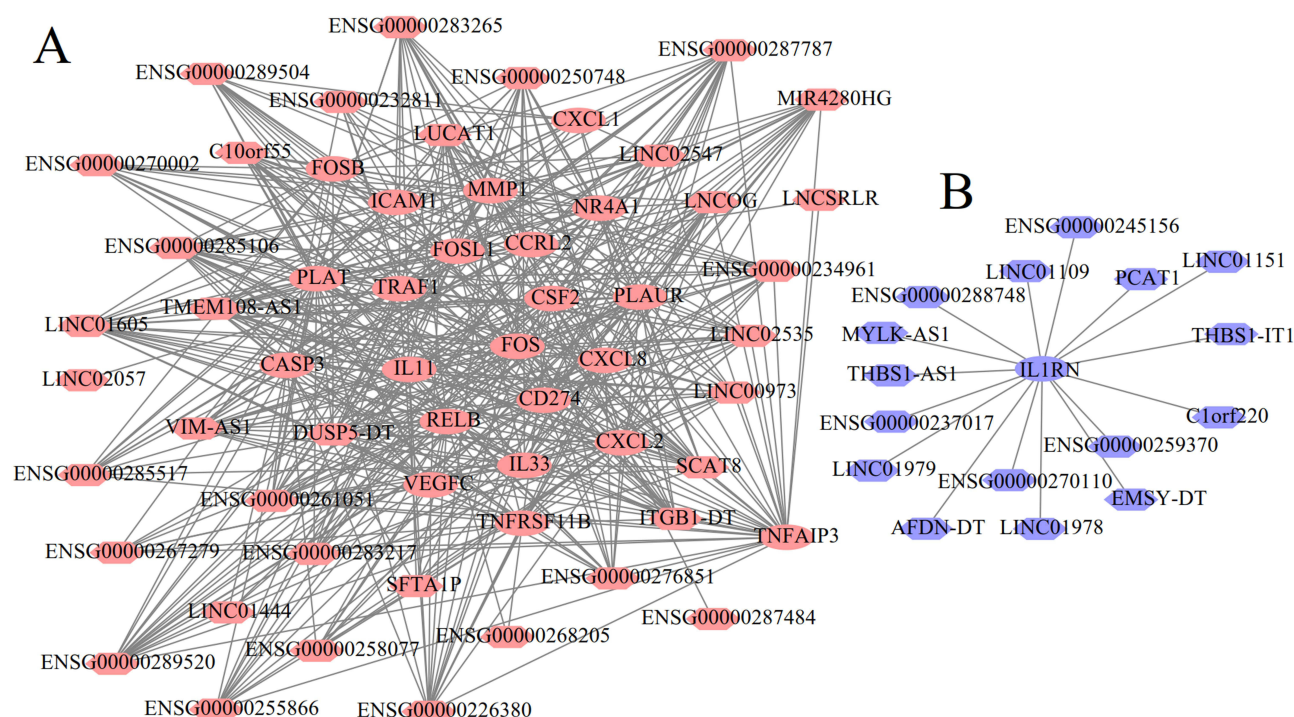 A
ENSG00000283265
ENSG00000287787
ENSG00000289504
ENSG00000250748
ENSG00000232811
MIR4280HG
CXCL1
LUCAT1
C10orf55
LINC02547
ENSG00000270002
FOSB
MMP1
ICAM1
NR4A1
LNCOG
LNCSRLR
ENSG00000285106
FOSL1
CCRL2
ENSG00000234961
PLAT
TRAF1
CSF2
PLAUR
TMEM108-AS1
LINC01605
LINC02535
FOS
CXCL8
CASP3
IL11
LINC02057
LINC00973
CD274
RELB
VIM-AS1
DUSP5-DT
CXCL2
IL33
SCAT8
ENSG00000285517
VEGFC
ENSG00000261051
TNFRSF11B
ITGB1-DT
TNFAIP3
ENSG00000267279
ENSG00000283217
ENSG00000276851
SFTA1P
LINC01444
ENSG00000287484
ENSG00000268205
ENSG00000258077
ENSG00000289520
ENSG00000255866
ENSG00000226380
B
ENSG00000245156
LINC01151
LINC01109
PCAT1
ENSG00000288748
MYLK-AS1
THBS1-IT1
IL1RN
THBS1-AS1
C1orf220
ENSG00000237017
ENSG00000259370
LINC01979
ENSG00000270110
EMSY-DT
AFDN-DT
LINC01978